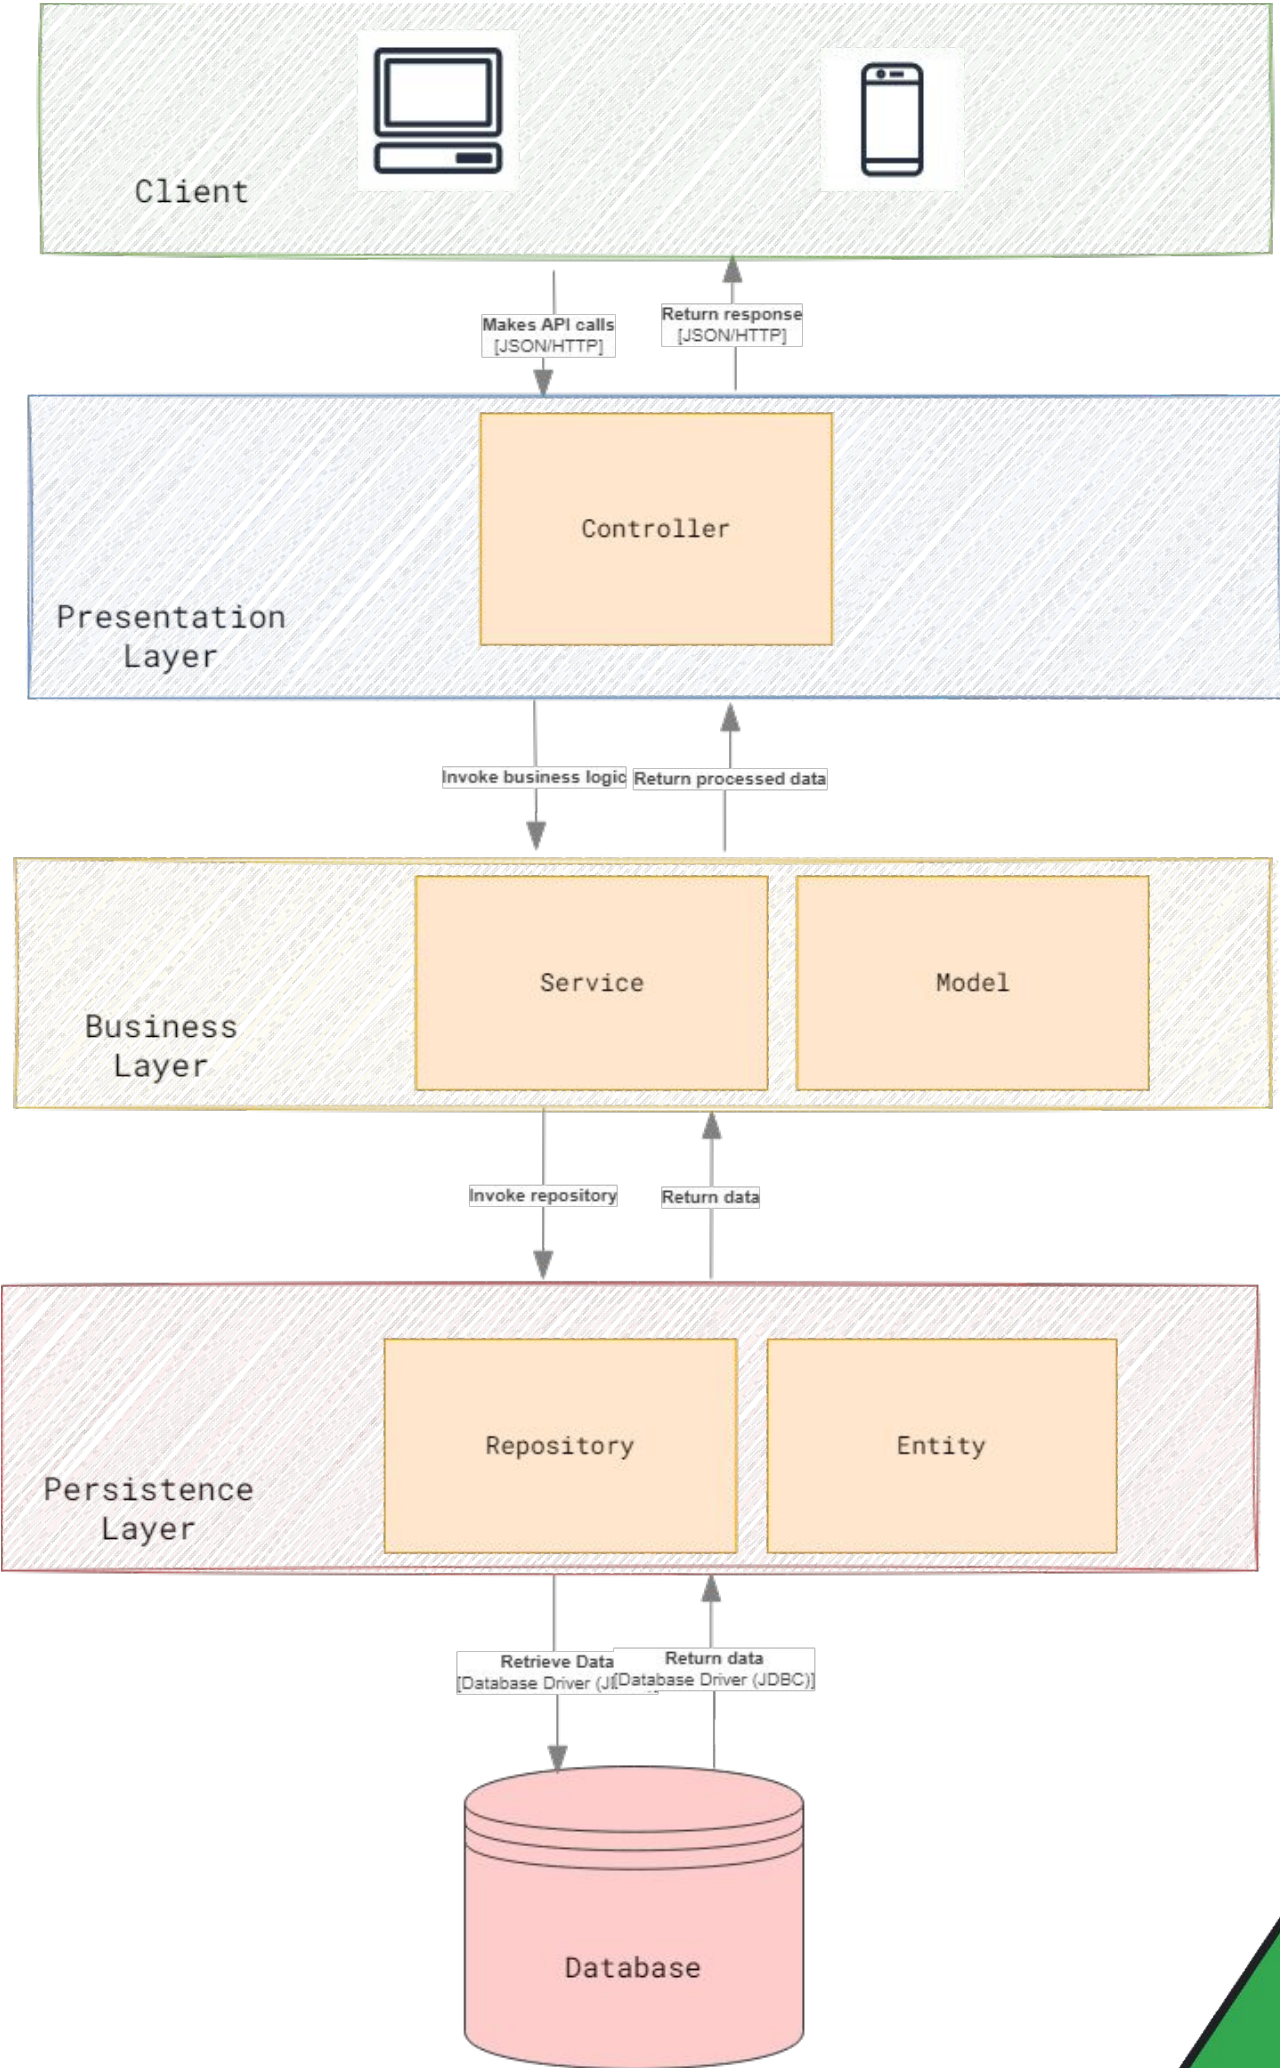 Client
Makes API calls
[JSON/HTTP]
Return response
[JSON/HTTP]
Controller
Presentation
Layer
Invoke business logic
Return processed data
Service
Model
Business
Layer
Invoke repository
Return data
Repository
Entity
Persistence
Layer
Retrieve Data
[Database Driver
Return data
[Database Driver (JDBC)]
Database